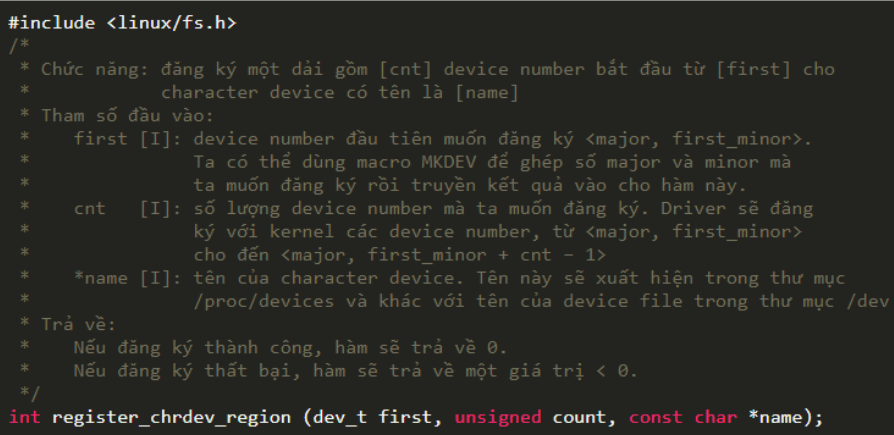 #include <linux/fs.h>
/*
 * Chức năng: đăng ký một dải gồm [cnt] device number bắt đầu từ [first] cho
 *            character device có tên là [name]
 * Tham số đầu vào:
 *    first [I]: device number đầu tiên muốn đăng ký <major, first_minor>.
 *               Ta có thể dùng macro MKDEV để ghép số major và minor mà
 *               ta muốn đăng ký rồi truyền kết quả vào cho hàm này.
 *    cnt   [I]: số lượng device number mà ta muốn đăng ký. Driver sẽ đăng
 *               ký với kernel các device number, từ <major, first_minor>
 *               cho đến <major, first_minor + cnt – 1>
 *    *name [I]: tên của character device. Tên này sẽ xuất hiện trong thư mục
 *               /proc/devices và khác với tên của device file trong thư mục /dev
 * Trả về:
 *    Nếu đăng ký thành công, hàm sẽ trả về 0.
 *    Nếu đăng ký thất bại, hàm sẽ trả về một giá trị < 0.
 */
int register_chrdev_region (dev_t first, unsigned count, const char *name);